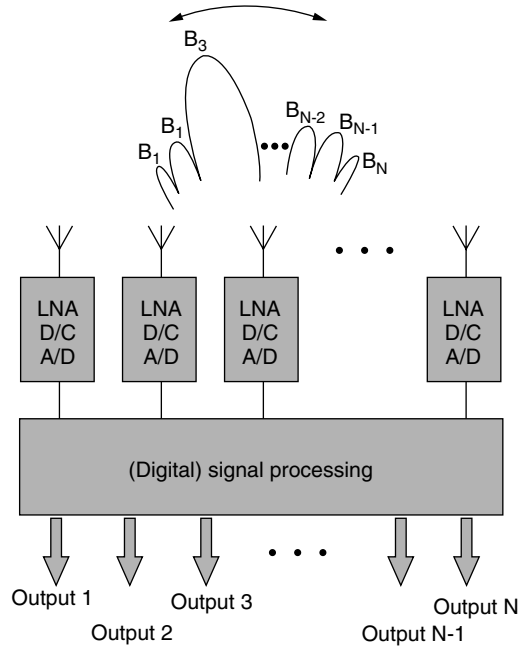 B3
BN-2
BN-1
B1
B1
BN
LNA
D/C
A/D
LNA
D/C
A/D
LNA
D/C
A/D
LNA
D/C
A/D
(Digital) signal processing
Output 1
Output 2
Output 3
Output N-1
Output N